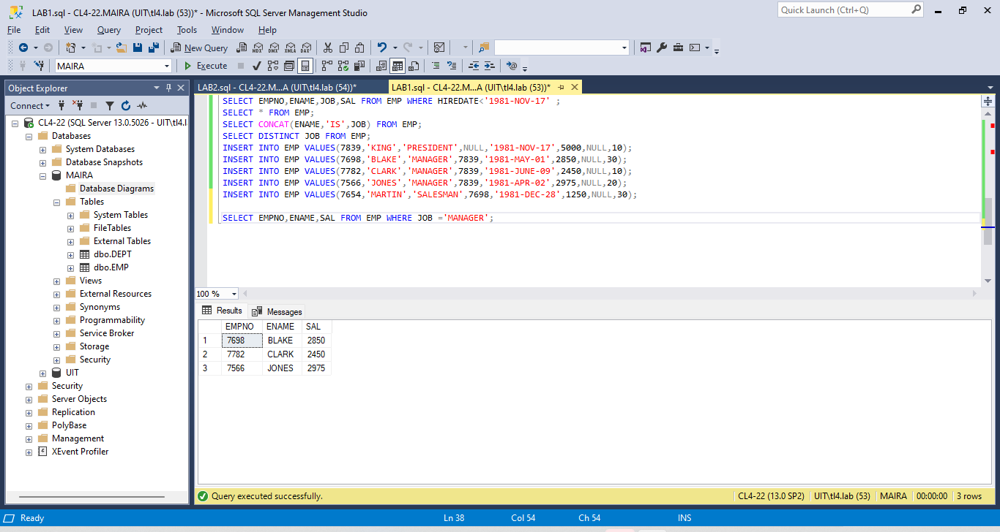 LAB1.sql - CL4-22.MAIRA (UIT\tl4.lab (53))* - Microsoft SQL Server Management Studio
Quick Launch (Ctrl+Q)
File Edit View Query Project Tools Window Help
New Query MDX DMX XMLA DAX
MAIRA Execute
Object Explorer
Connect
CL4-22 (SQL Server 13.0.5026 - UIT\tl4.l
Databases
System Databases
Database Snapshots
MAIRA
Database Diagrams
Tables
System Tables
FileTables
External Tables
dbo.DEPT
dbo.EMP
Views
External Resources
Synonyms
Programmability
Service Broker
Storage
Security
UIT
Security
Server Objects
Replication
PolyBase
Management
XEvent Profiler
LAB2.sql - CL4-22.M...A (UIT\tl4.lab (54))* LAB1.sql - CL4-22.M...A (UIT\tl4.lab (53))*
SELECT EMPNO,ENAME,JOB,SAL FROM EMP WHERE HIREDATE<'1981-NOV-17' ;
SELECT * FROM EMP;
SELECT CONCAT(ENAME,'IS',JOB) FROM EMP;
SELECT DISTINCT JOB FROM EMP;
INSERT INTO EMP VALUES(7839,'KING','PRESIDENT',NULL,'1981-NOV-17',5000,NULL,10);
INSERT INTO EMP VALUES(7698,'BLAKE','MANAGER',7839,'1981-MAY-01',2850,NULL,30);
INSERT INTO EMP VALUES(7782,'CLARK','MANAGER',7839,'1981-JUNE-09',2450,NULL,10);
INSERT INTO EMP VALUES(7566,'JONES','MANAGER',7839,'1981-APR-02',2975,NULL,20);
INSERT INTO EMP VALUES(7654,'MARTIN','SALESMAN',7698,'1981-DEC-28',1250,NULL,30);
SELECT EMPNO,ENAME,SAL FROM EMP WHERE JOB ='MANAGER';
100 %
Results Messages
EMPNO ENAME SAL
1 7698 BLAKE 2850
2 7782 CLARK 2450
3 7566 JONES 2975
Query executed successfully. CL4-22 (13.0 SP2) UIT\tl4.lab (53) MAIRA 00:00:00 3 rows
Ready Ln 38 Col 54 Ch 54 INS